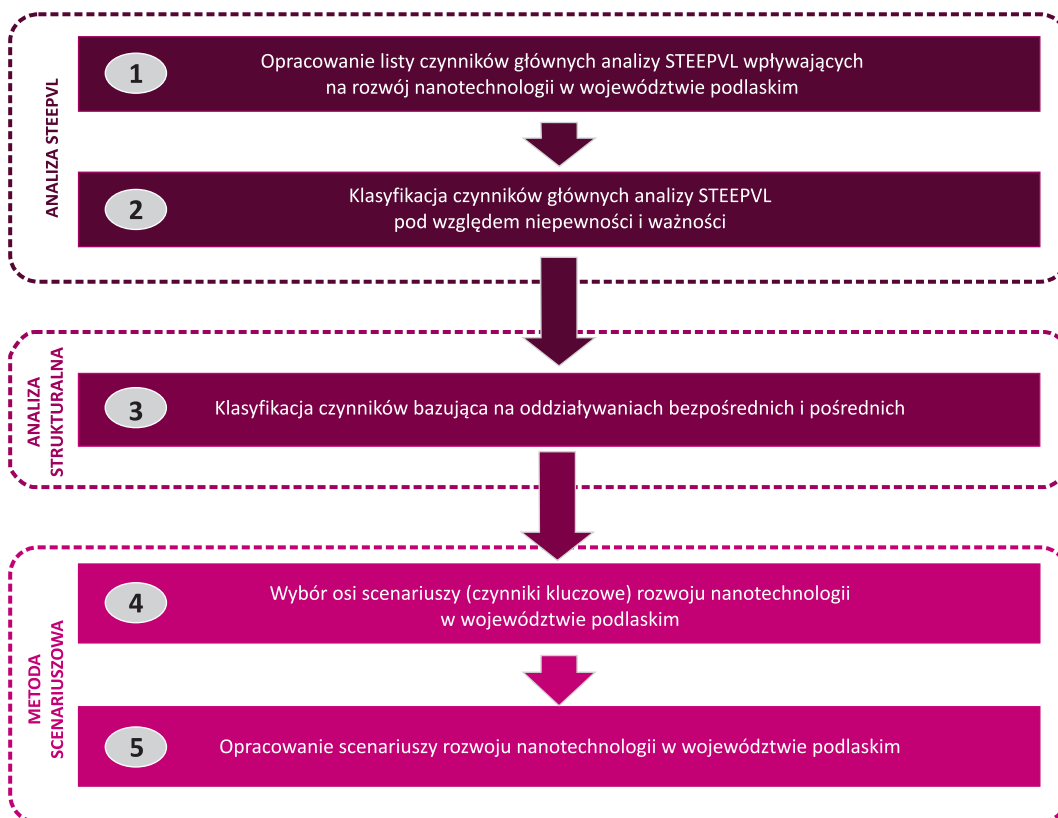 ANALIZA STEEPVL
1
Opracowanie listy czynników głównych analizy STEEPVL wpływających
na rozwój nanotechnologii w województwie podlaskim
2
Klasyfikacja czynników głównych analizy STEEPVL
pod względem niepewności i ważności
ANALIZA
STRUKTURALNA
3
Klasyfikacja czynników bazująca na oddziaływaniach bezpośrednich i pośrednich
METODA
SCENARIUSZOWA
4
Wybór osi scenariuszy (czynniki kluczowe) rozwoju nanotechnologii
w województwie podlaskim
5
Opracowanie scenariuszy rozwoju nanotechnologii w województwie podlaskim